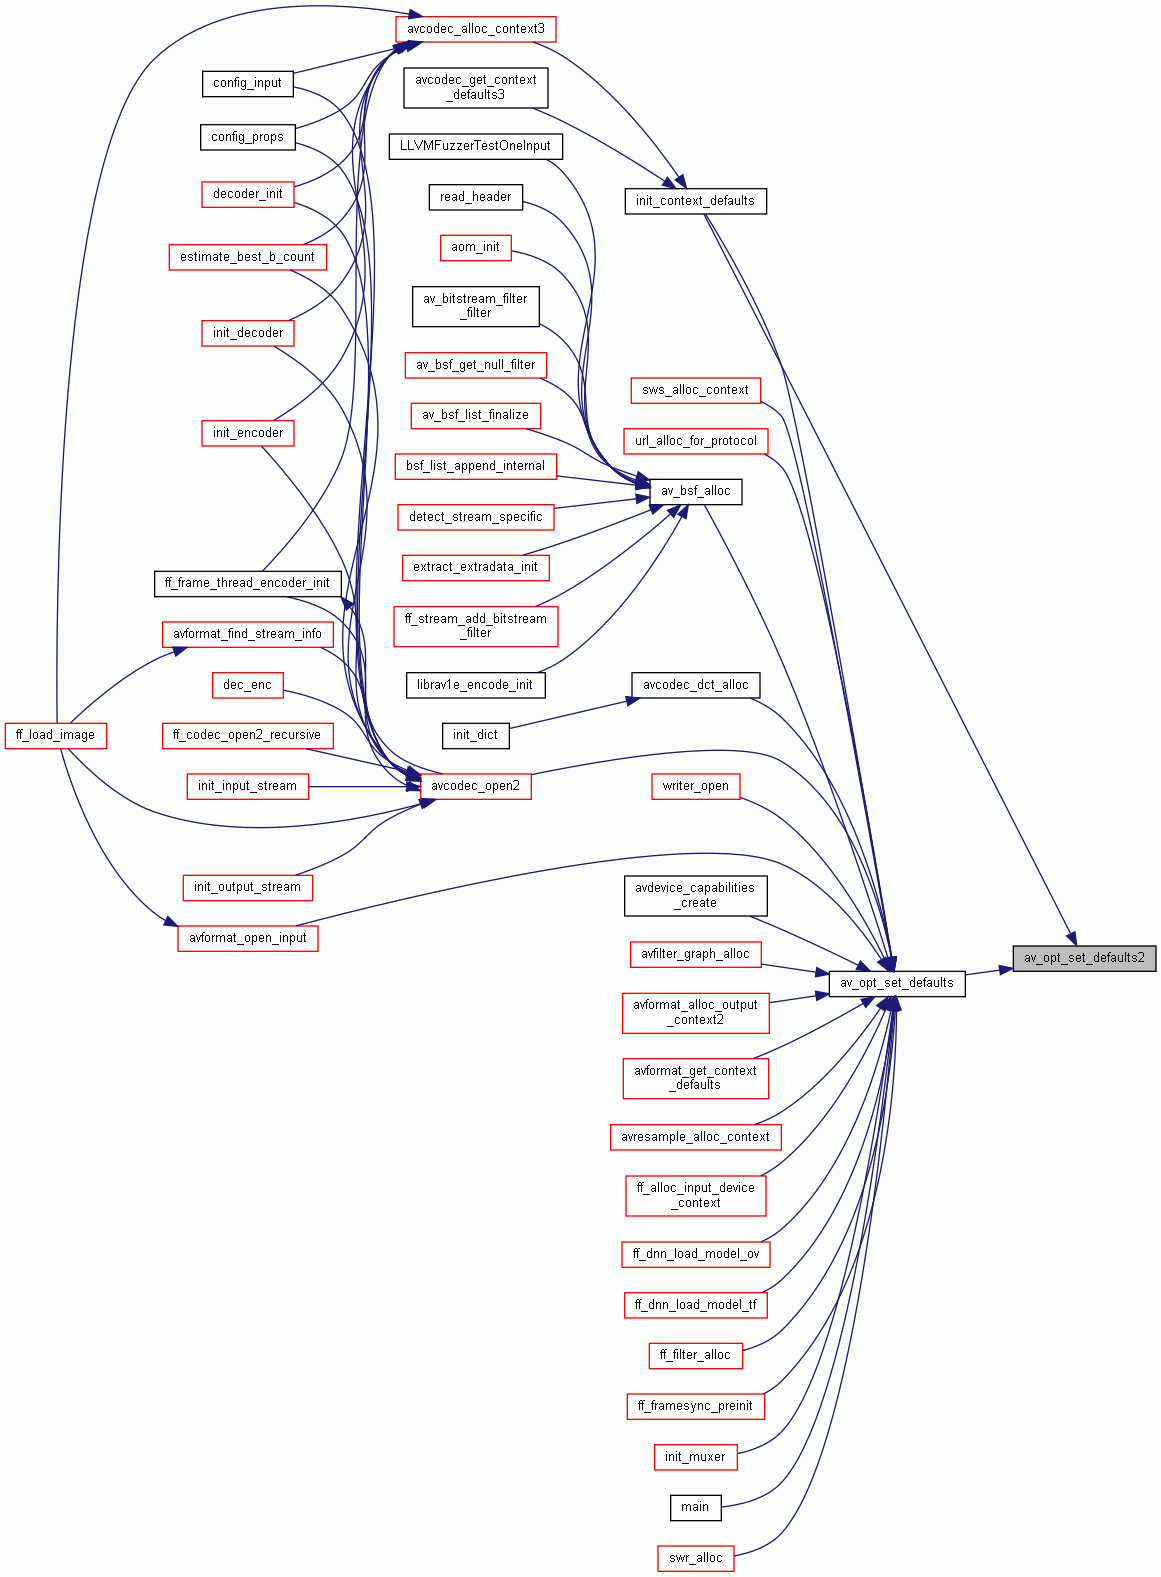 avcodec_alloc_context3
config_input
avcodec_get_context
_defaults3
config_props
LLVMFuzzerTestOneInput
decoder_init
read_header
init_context_defaults
estimate_best_b_count
aom_init
av_bitstream_filter
_filter
init_decoder
av_bsf_get_null_filter
sws_alloc_context
av_bsf_list_finalize
init_encoder
url_alloc_for_protocol
bsf_list_append_internal
av_bsf_alloc
detect_stream_specific
extract_extradata_init
ff_frame_thread_encoder_init
ff_stream_add_bitstream
_filter
avformat_find_stream_info
dec_enc
librav1e_encode_init
avcodec_dct_alloc
ff_load_image
ff_codec_open2_recursive
init_dict
init_input_stream
avcodec_open2
writer_open
init_output_stream
avdevice_capabilities
_create
avformat_open_input
avfilter_graph_alloc
av_opt_set_defaults2
av_opt_set_defaults
avformat_alloc_output
_context2
avformat_get_context
_defaults
avresample_alloc_context
ff_alloc_input_device
_context
ff_dnn_load_model_ov
ff_dnn_load_model_tf
ff_filter_alloc
ff_framesync_preinit
init_muxer
main
swr_alloc